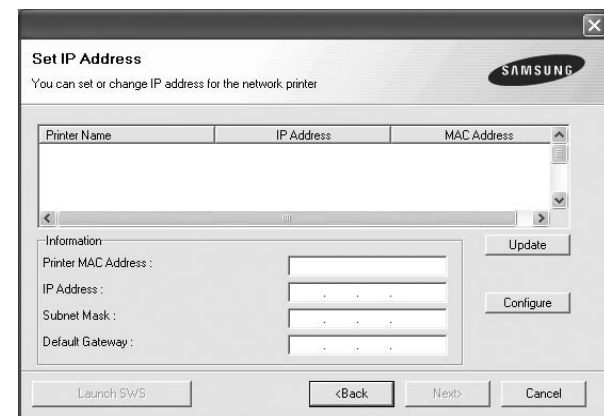 Set IP Address
You can set or change IP address for the network printer
SAMSUNG
Printer Name IP Address MAC Address
Information
Update
Printer MAC Address :
IP Address : . . .
Configure
Subnet Mask : . . .
Default Gateway : . . .
Launch SWS <Back Next> Cancel